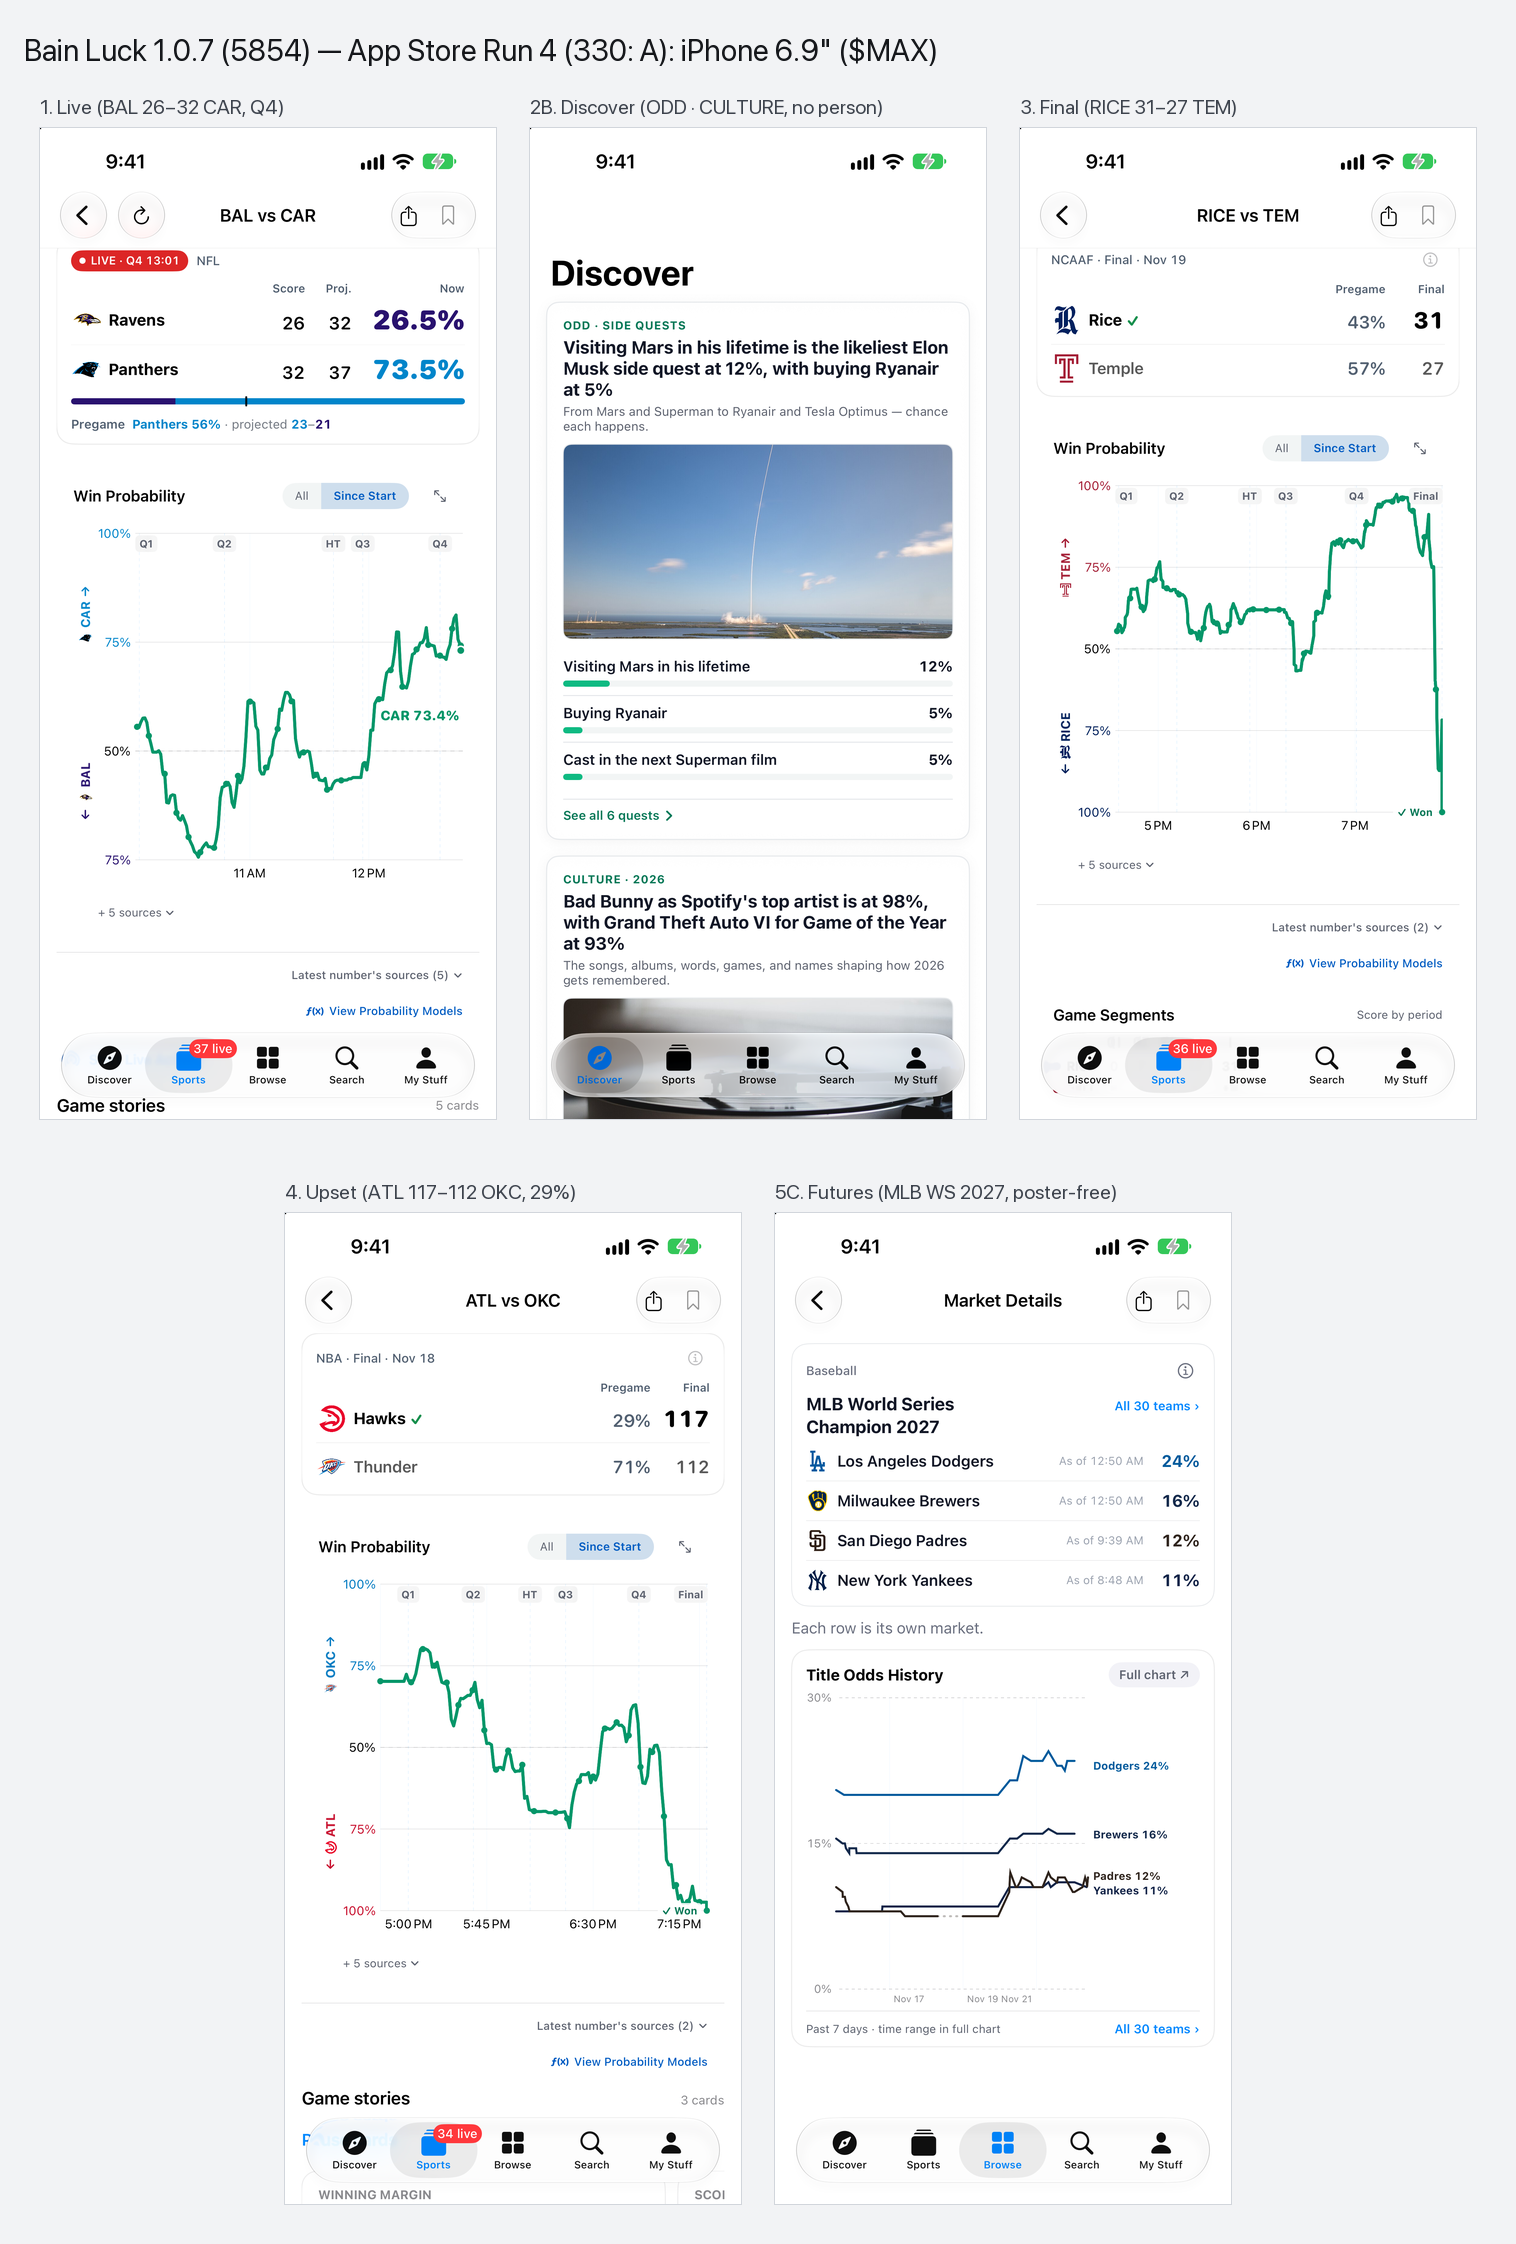 Bain Luck 1.0.7 (5854) — App Store Run 4 (330: A): iPhone 6.9" ($MAX)
1. Live (BAL 26–32 CAR, Q4)
9:41
BAL vs CAR
LIVE · Q4 13:01 NFL
Score Proj. Now
Ravens 26 32 26.5%
Panthers 32 37 73.5%
Pregame Panthers 56% · projected 23–21
Win Probability All Since Start
100%
Q1 Q2 HT Q3 Q4
CAR →
75%
CAR 73.4%
50%
← BAL
75%
11 AM 12 PM
+ 5 sources
Latest number's sources (5)
f(x) View Probability Models
37 live
Discover Sports Browse Search My Stuff
Game stories 5 cards
2B. Discover (ODD · CULTURE, no person)
9:41
Discover
ODD · SIDE QUESTS
Visiting Mars in his lifetime is the likeliest Elon
Musk side quest at 12%, with buying Ryanair
at 5%
From Mars and Superman to Ryanair and Tesla Optimus — chance
each happens.
Visiting Mars in his lifetime 12%
Buying Ryanair 5%
Cast in the next Superman film 5%
See all 6 quests
CULTURE · 2026
Bad Bunny as Spotify's top artist is at 98%,
with Grand Theft Auto VI for Game of the Year
at 93%
The songs, albums, words, games, and names shaping how 2026
gets remembered.
Discover Sports Browse Search My Stuff
3. Final (RICE 31–27 TEM)
9:41
RICE vs TEM
NCAAF · Final · Nov 19
Pregame Final
Rice ✓ 43% 31
Temple 57% 27
Win Probability All Since Start
100%
Q1 Q2 HT Q3 Q4 Final
TEM →
75%
50%
← RICE
75%
100%
✓ Won
5 PM 6 PM 7 PM
+ 5 sources
Latest number's sources (2)
f(x) View Probability Models
Game Segments Score by period
36 live
Discover Sports Browse Search My Stuff
4. Upset (ATL 117–112 OKC, 29%)
9:41
ATL vs OKC
NBA · Final · Nov 18
Pregame Final
Hawks ✓ 29% 117
Thunder 71% 112
Win Probability All Since Start
100%
Q1 Q2 HT Q3 Q4 Final
OKC →
75%
50%
← ATL
75%
100%
✓ Won
5:00 PM 5:45 PM 6:30 PM 7:15 PM
+ 5 sources
Latest number's sources (2)
f(x) View Probability Models
Game stories 3 cards
34 live
Discover Sports Browse Search My Stuff
WINNING MARGIN
5C. Futures (MLB WS 2027, poster-free)
9:41
Market Details
Baseball
MLB World Series
Champion 2027
All 30 teams ›
Los Angeles Dodgers As of 12:50 AM 24%
Milwaukee Brewers As of 12:50 AM 16%
San Diego Padres As of 9:39 AM 12%
New York Yankees As of 8:48 AM 11%
Each row is its own market.
Title Odds History Full chart ↗
30%
Dodgers 24%
Brewers 16%
15%
Padres 12%
Yankees 11%
0%
Nov 17 Nov 19 Nov 21
Past 7 days · time range in full chart All 30 teams ›
Discover Sports Browse Search My Stuff